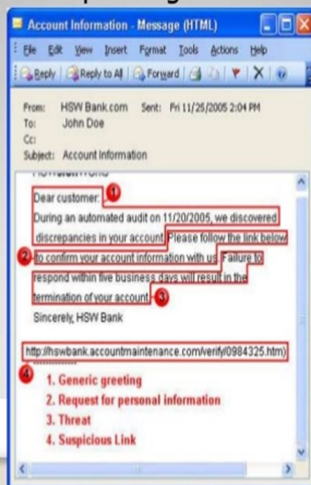 Account Information - Message (HTML)
File Edit View Insert Format Tools Actions Help
Reply Reply to All Forward
From: HSW Bank.com Sent: Fri 11/25/2005 2:04 PM
To: John Doe
Cc:
Subject: Account Information
Dear customer: 1
During an automated audit on 11/20/2005, we discovered
discrepancies in your account. Please follow the link below
2 to confirm your account information with us. Failure to
respond within five business days will result in the
termination of your account. 3
Sincerely, HSW Bank
http://hswbank.accountmaintenance.com/verify/0984325.htm)
4
1. Generic greeting
2. Request for personal information
3. Threat
4. Suspicious Link